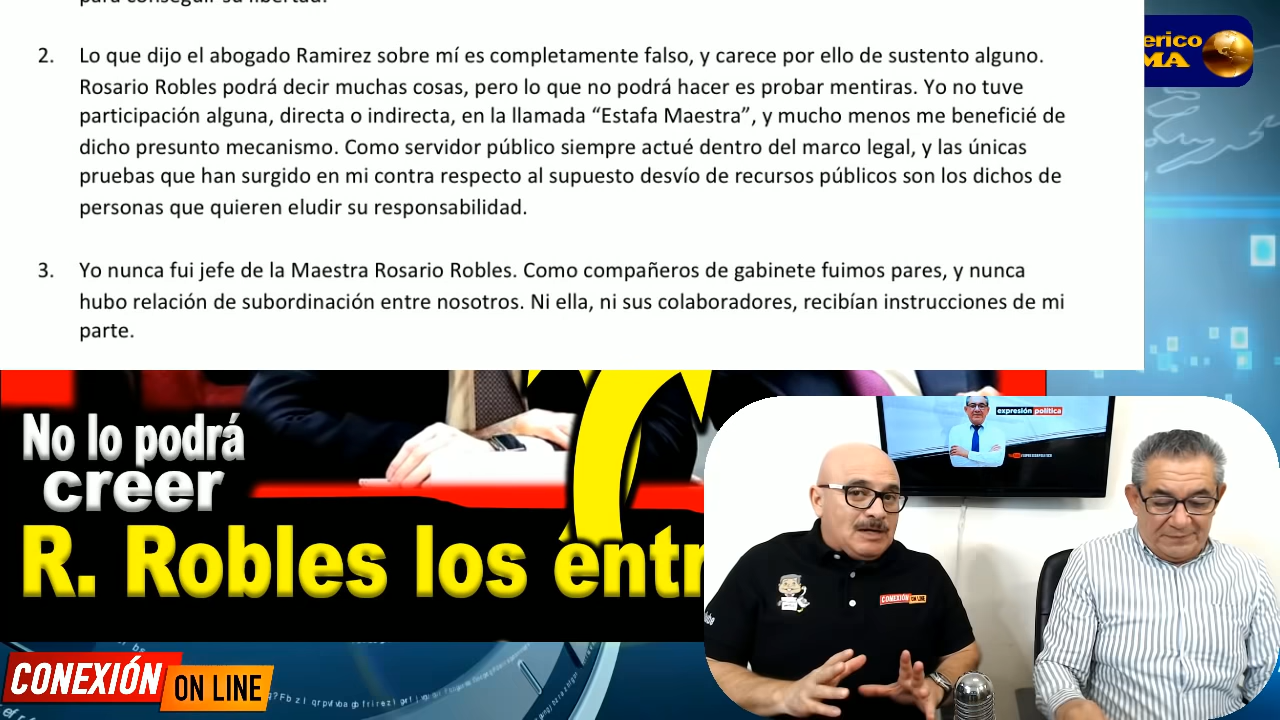 para conseguir su libertad.
2. Lo que dijo el abogado Ramirez sobre mí es completamente falso, y carece por ello de sustento alguno.
Rosario Robles podrá decir muchas cosas, pero lo que no podrá hacer es probar mentiras. Yo no tuve
participación alguna, directa o indirecta, en la llamada “Estafa Maestra”, y mucho menos me beneficié de
dicho presunto mecanismo. Como servidor público siempre actué dentro del marco legal, y las únicas
pruebas que han surgido en mi contra respecto al supuesto desvío de recursos públicos son los dichos de
personas que quieren eludir su responsabilidad.
3. Yo nunca fui jefe de la Maestra Rosario Robles. Como compañeros de gabinete fuimos pares, y nunca
hubo relación de subordinación entre nosotros. Ni ella, ni sus colaboradores, recibían instrucciones de mi
parte.
erico
MA
No lo podrá
creer
R. Robles los entr
expresión política
CONEXIÓN ON LINE
CONEXIÓN ON LINE